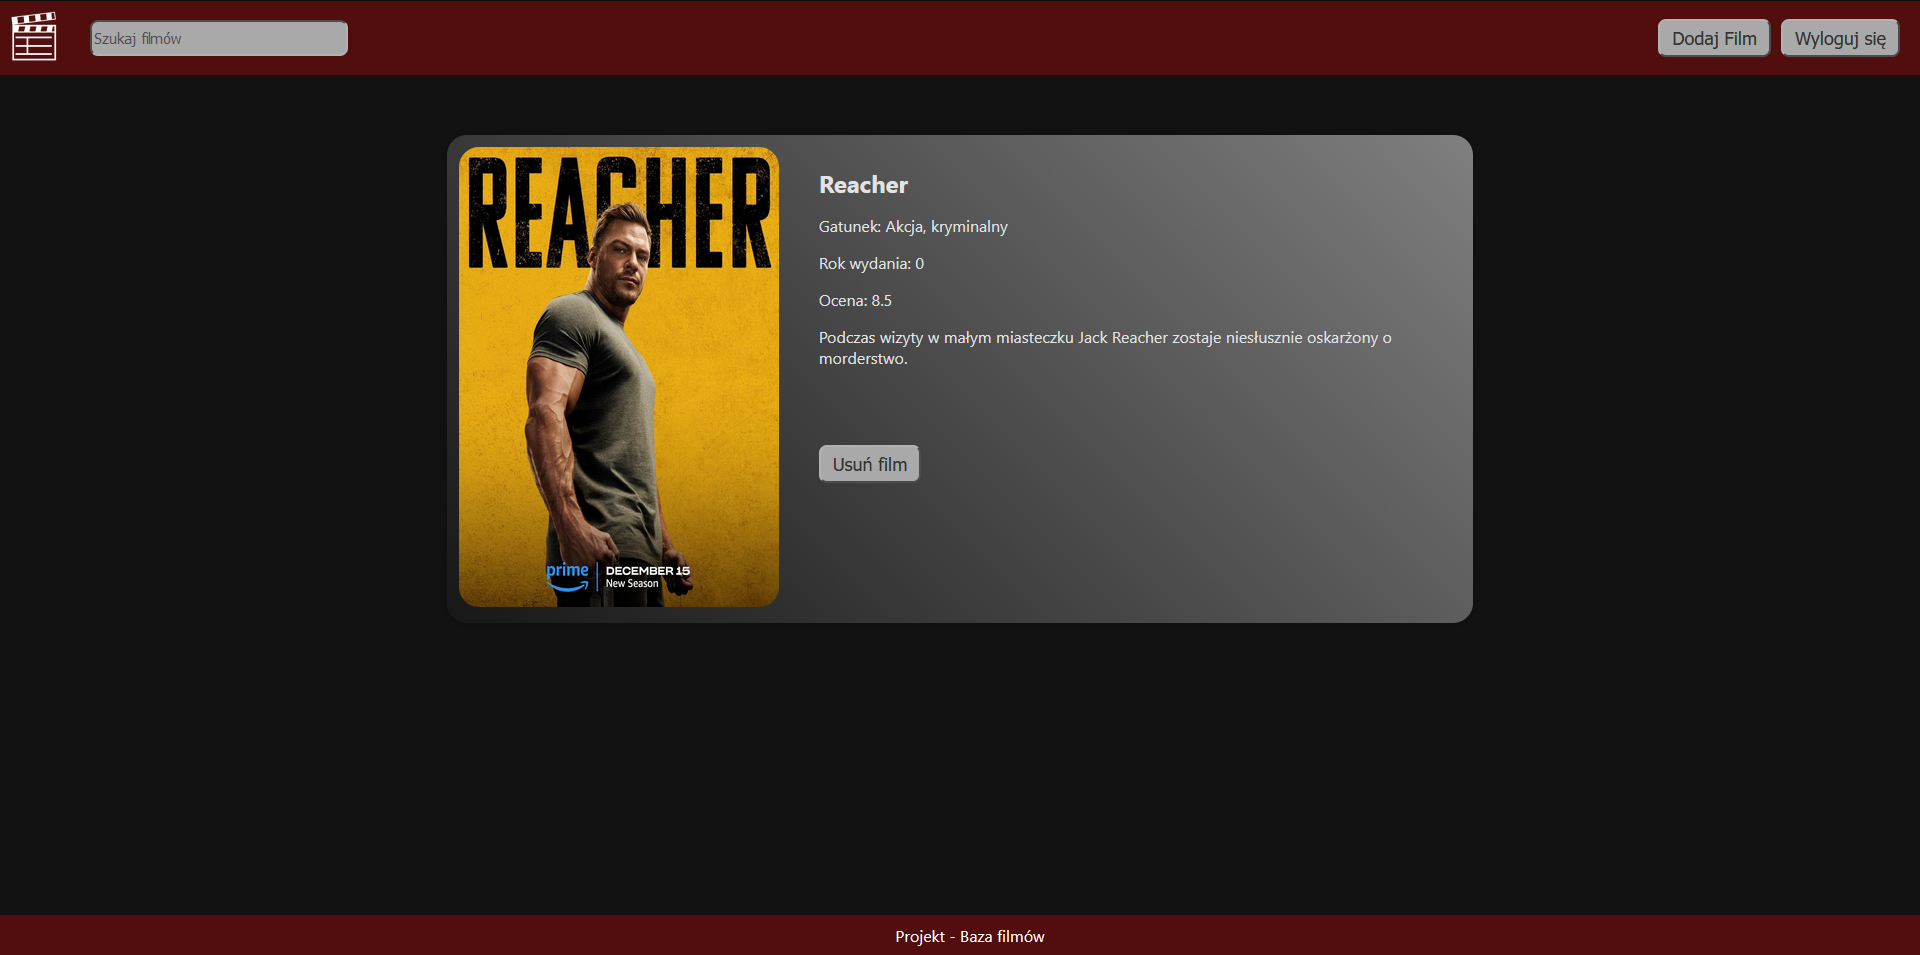 Szukaj filmów
Dodaj Film
Wyloguj się
REACHER
prime
DECEMBER 15
New Season
Reacher
Gatunek: Akcja, kryminalny
Rok wydania: 0
Ocena: 8.5
Podczas wizyty w małym miasteczku Jack Reacher zostaje niesłusznie oskarżony o
morderstwo.
Usuń film
Projekt - Baza filmów